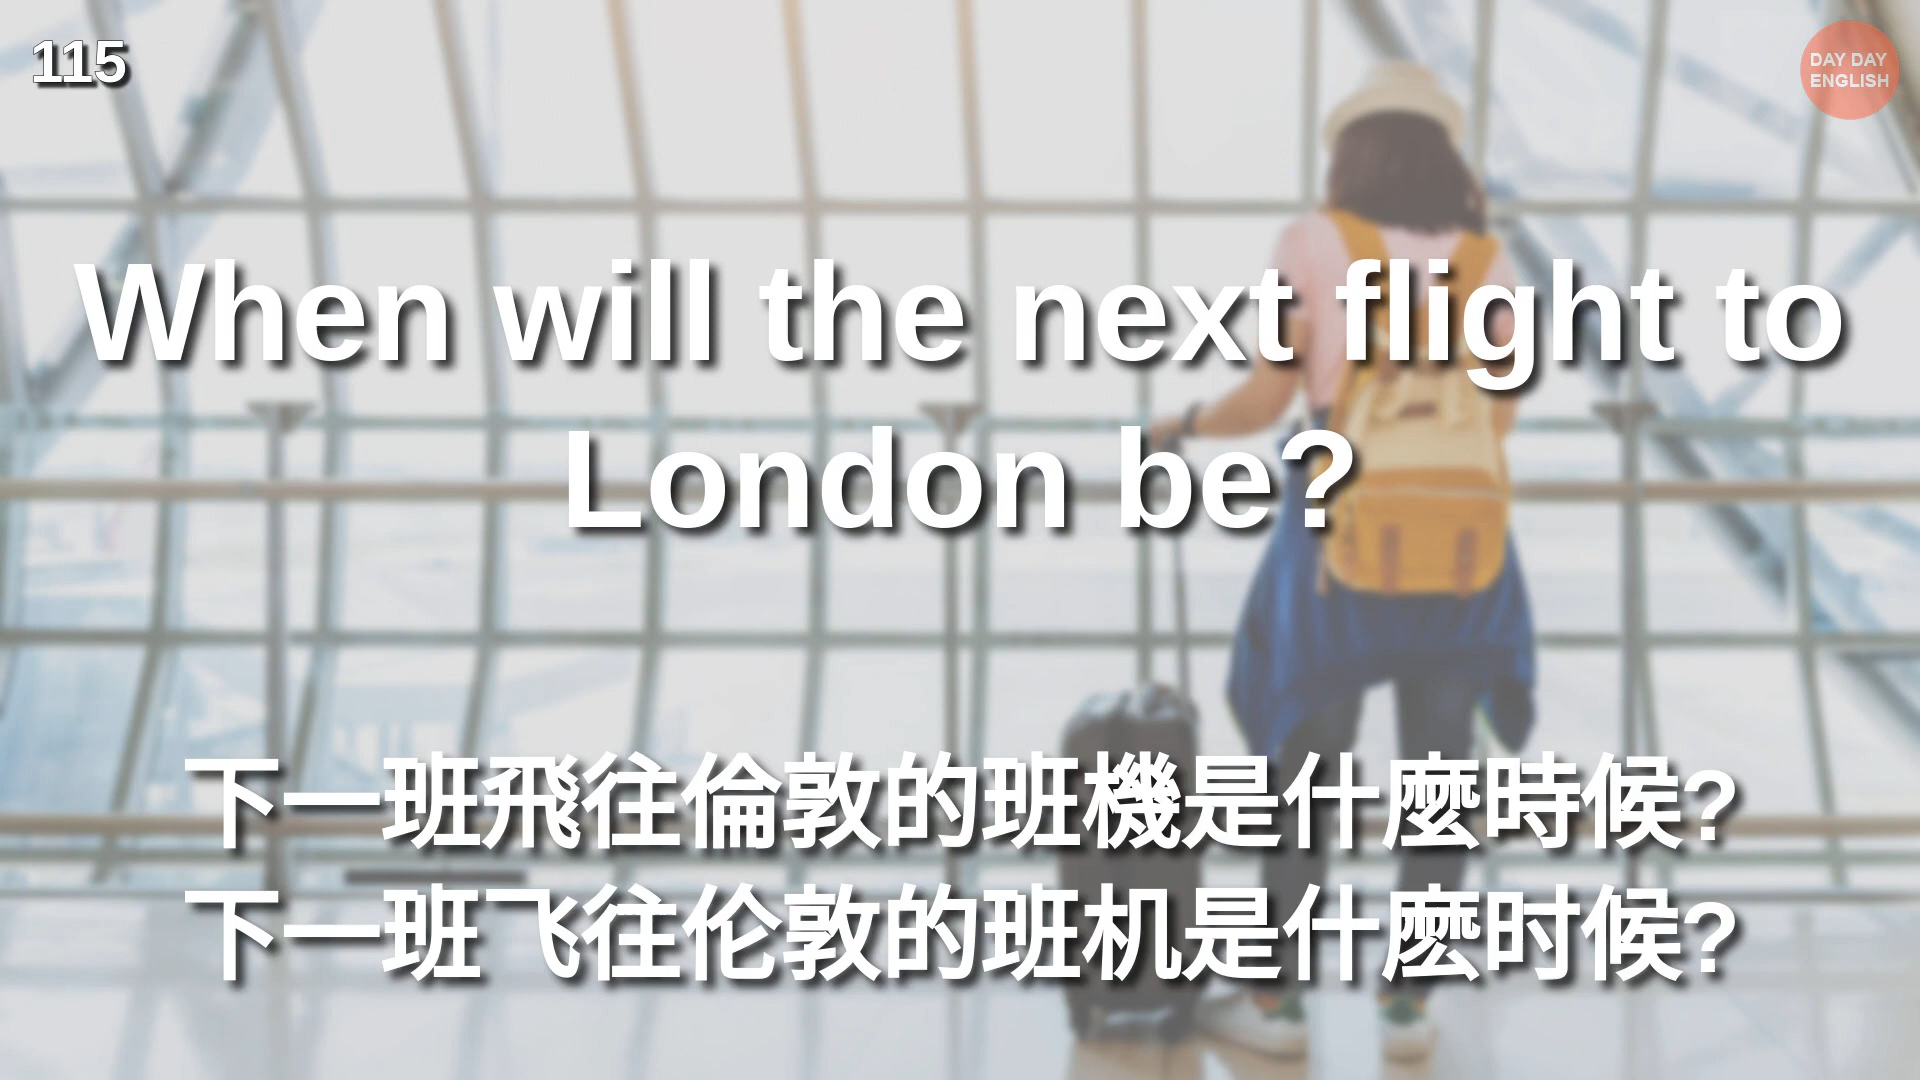 115
DAY DAY
ENGLISH
When will the next flight to
London be?
下一班飛往倫敦的班機是什麼時候?
下一班飞往伦敦的班机是什麽时候?